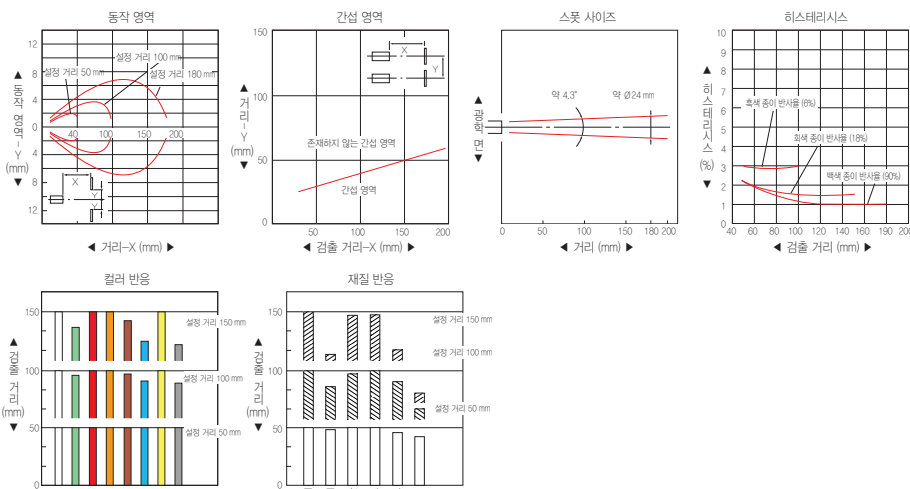 동작 영역
12
8
4
0
4
8
12
▲ 동작 영역-Y (mm) ▼
설정 거리 50 mm
설정 거리 100 mm
설정 거리 180 mm
40
100
150
200
X
Y
Y
◀ 거리-X (mm) ▶
간섭 영역
150
100
50
0
▲ 거리-Y (mm) ▼
X
Y
존재하지 않는 간섭 영역
간섭 영역
50
100
150
200
◀ 검출 거리-X (mm) ▶
스폿 사이즈
▲ 광학면 ▼
약 4.3°
약 Ø24 mm
0
50
100
150
180
200
◀ 거리 (mm) ▶
히스테리시스
10
9
8
7
6
5
4
3
2
1
0
▲ 히스테리시스 (%) ▼
흑색 종이 반사율 (6%)
회색 종이 반사율 (18%)
백색 종이 반사율 (90%)
40
60
80
100
120
140
160
180
200
◀ 검출 거리 (mm) ▶
컬러 반응
150
100
50
0
▲ 검출 거리 (mm) ▼
설정 거리 150 mm
설정 거리 100 mm
설정 거리 50 mm
재질 반응
150
100
50
0
▲ 검출 거리 (mm) ▼
설정 거리 150 mm
설정 거리 100 mm
설정 거리 50 mm